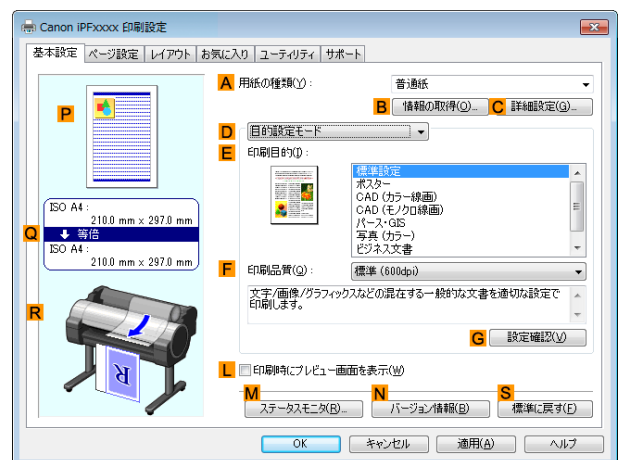 Canon iPFxxxx 印刷設定
基本設定 ページ設定 レイアウト お気に入り ユーティリティ サポート
A 用紙の種類(Y): 普通紙
B 情報の取得(O)... C 詳細設定(G)...
P
D 目的設定モード
E 印刷目的(I):
標準設定
ポスター
CAD (カラー線画)
CAD (モノクロ線画)
パース・GIS
写真 (カラー)
ビジネス文書
ISO A4:
210.0 mm × 297.0 mm
Q 等倍
ISO A4:
210.0 mm × 297.0 mm
F 印刷品質(Q): 標準 (600dpi)
文字/画像/グラフィックスなどの混在する一般的な文書を適切な設定で
印刷します。
R
G 設定確認(V)
L 印刷時にプレビュー画面を表示(W)
M N S
ステータスモニタ(R)... バージョン情報(B) 標準に戻す(F)
OK キャンセル 適用(A) ヘルプ